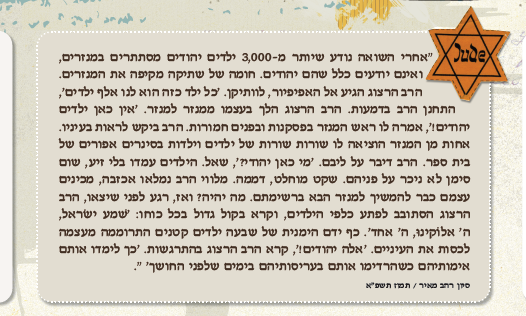 Jude
"אחרי השואה נודע שיותר מ-3,000 ילדים יהודים מסתתרים במנזרים,
ואינם יודעים כלל שהם יהודים. חומה של שתיקה מקיפה את המנזרים.
הרב הרצוג הגיע אל האפיפיור, לוותיקן. 'כל ילד כזה הוא לנו אלף ילדים',
התחנן הרב בדמעות. הרב הרצוג הלך בעצמו ממנזר למנזר. 'אין כאן ילדים
יהודים!', אמרה לו ראש המנזר בפסקנות ובפנים חמורות. הרב ביקש לראות בעיניו.
אחות מן המנזר הוציאה לו שורות שורות של ילדים וילדות בסינרים אפורים של
בית ספר. הרב דיבר על ליבם. 'מי כאן יהודי?', שאל. הילדים עמדו בלי זיע, שום
סימן לא ניכר על פניהם. שקט מוחלט, דממה. מלווי הרב נמלאו אכזבה, מכינים
עצמם כבר להמשיך למנזר הבא ברשימתם. מה יהיה? ואז, רגע לפני שיצאו, הרב
הרצוג הסתובב לפתע כלפי הילדים, וקרא בקול גדול בכל כוחו: 'שמע ישראל,
ה' אלוקינו, ה' אחד'. כף ידם הימנית של שבעה ילדים קטנים התרוממה מעצמה
לכסות את העיניים. 'אלה יהודים!', קרא הרב הרצוג בהתרגשות. 'כך לימדו אותם
אימותיהם כשהרדימו אותם בעריסותיהם בימים שלפני החושך' ".
סיון רהב מאיר / תמוז תשפ"א